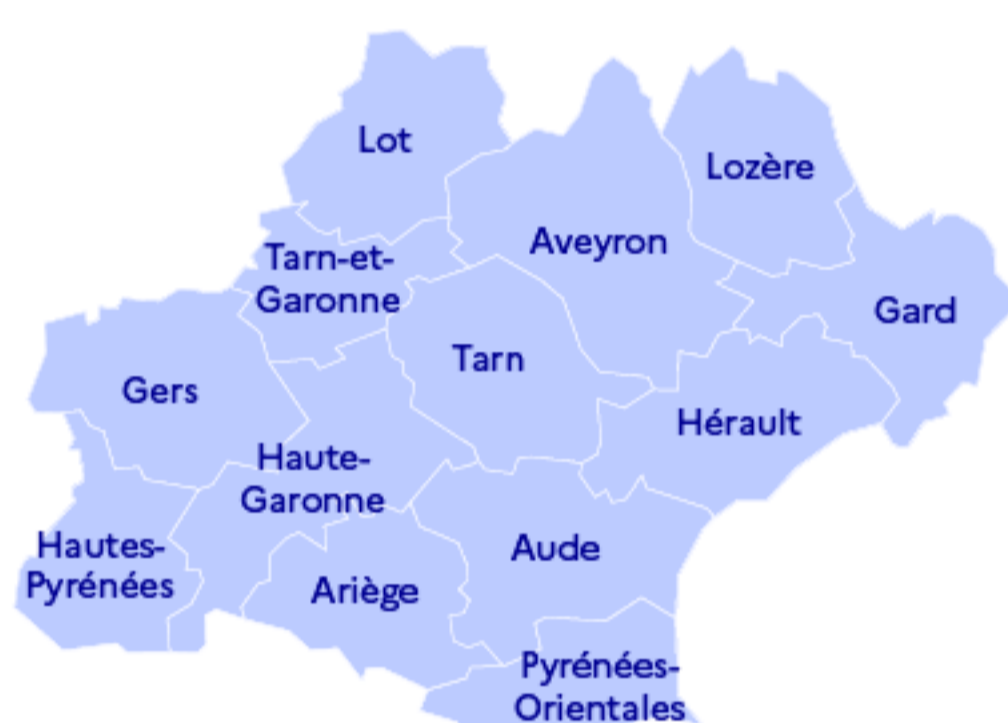 Lot
Lozère
Aveyron
Tarn-et-
Garonne
Gard
Tarn
Gers
Hérault
Haute-
Garonne
Hautes-
Pyrénées
Aude
Ariège
Pyrénées-
Orientales